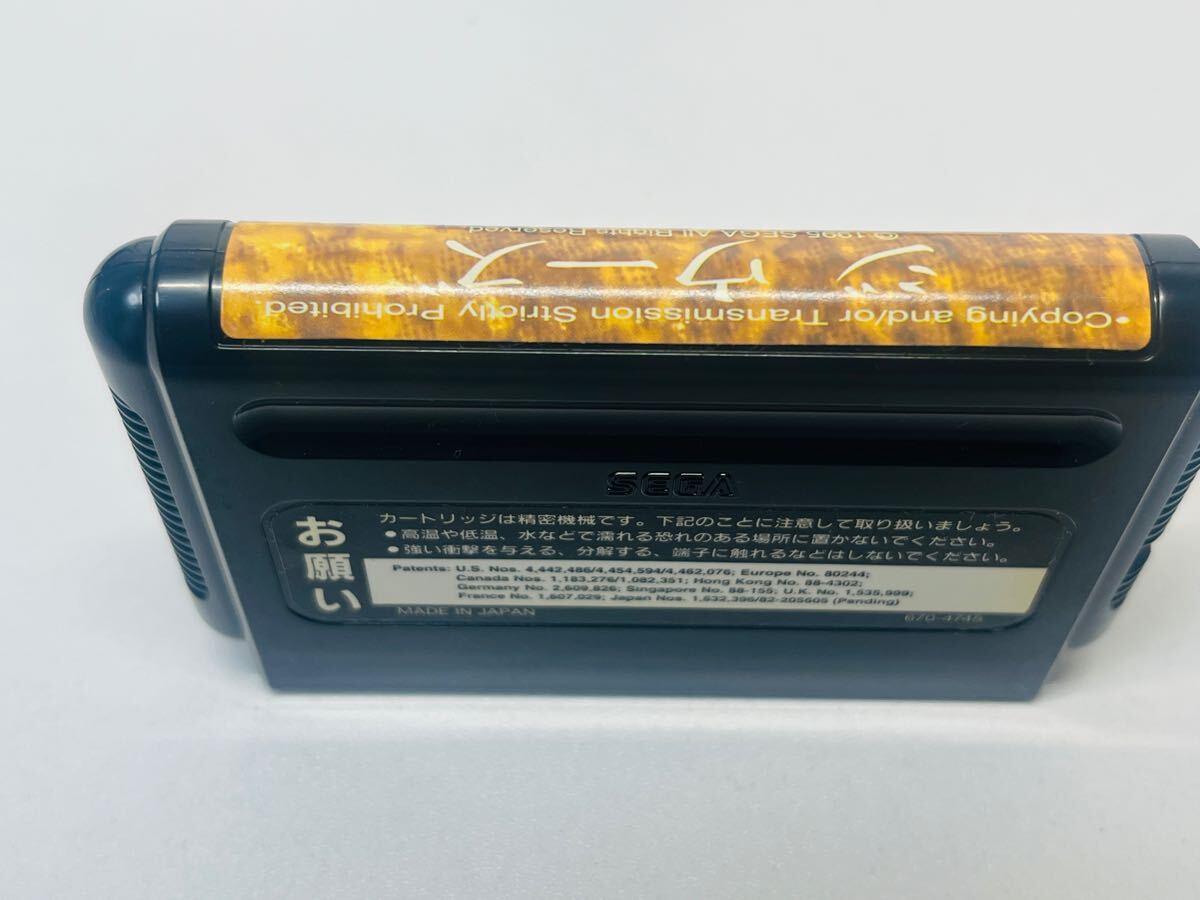 © 1995 SEGA All Rights Reserved
ジウーズ
•Copying and/or Transmission Strictly Prohibited.
SEGA
お願い
カートリッジは精密機械です。下記のことに注意して取り扱いましょう。
●高温や低温、水などで濡れる恐れのある場所に置かないでください。
●強い衝撃を与える、分解する、端子に触れるなどはしないでください。
Patents: U.S. Nos. 4,442,486/4,454,594/4,462,076; Europe No. 80244;
Canada Nos. 1,183,276/1,082,351; Hong Kong No. 88-4302;
Germany No. 2,609,826; Singapore No. 88-155; U.K. No. 1,535,999;
France No. 1,607,029; Japan Nos. 1,632,396/82-205605 (Pending)
MADE IN JAPAN
670-4745